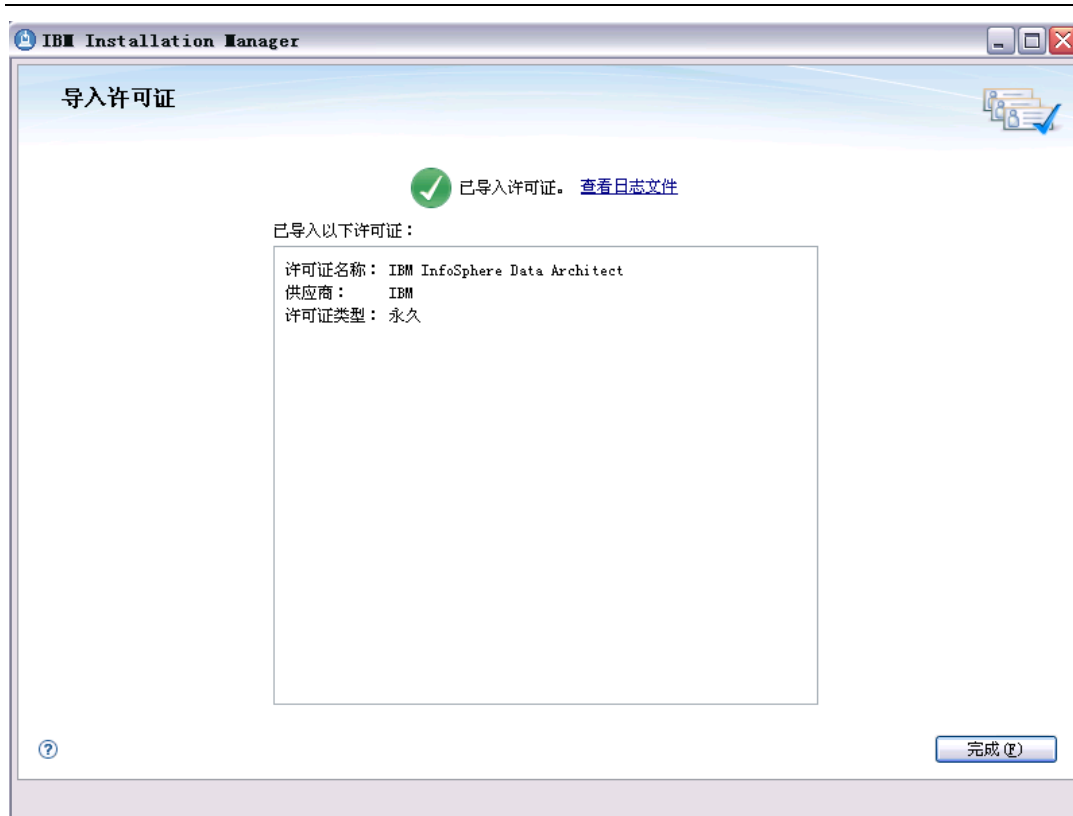 IBM Installation Manager
导入许可证
已导入许可证。 查看日志文件
已导入以下许可证：
许可证名称： IBM InfoSphere Data Architect
供应商： IBM
许可证类型： 永久
?
完成(F)